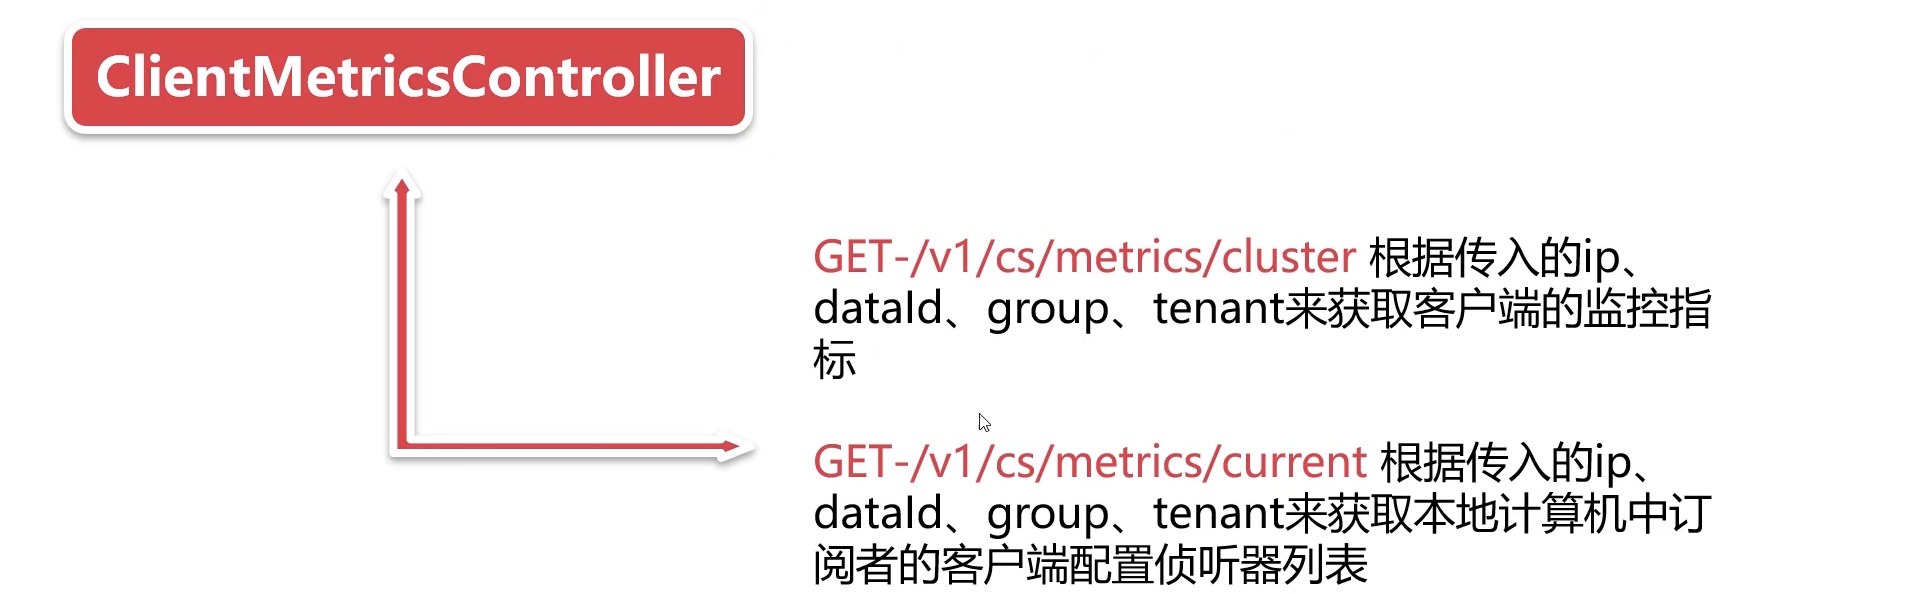 ClientMetricsController
GET-/v1/cs/metrics/cluster 根据传入的ip、
dataId、group、tenant来获取客户端的监控指
标
GET-/v1/cs/metrics/current 根据传入的ip、
dataId、group、tenant来获取本地计算机中订
阅者的客户端配置侦听器列表